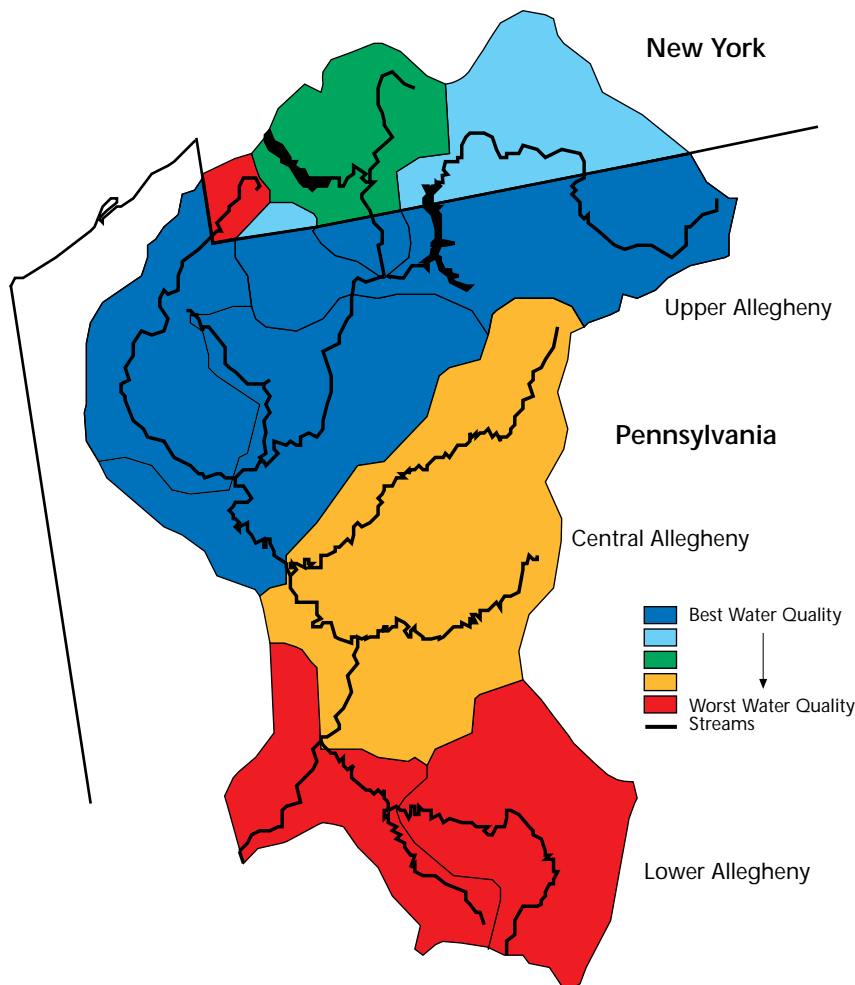 New York
Upper Allegheny
Pennsylvania
Central Allegheny
Best Water Quality
Worst Water Quality
Streams
Lower Allegheny